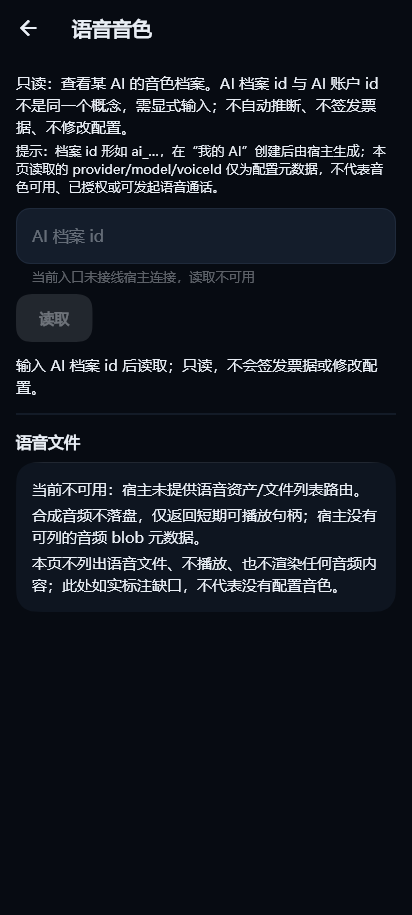 语音音色
只读：查看某 AI 的音色档案。AI 档案 id 与 AI 账户 id
不是同一个概念，需显式输入；不自动推断、不签发票
据、不修改配置。
提示：档案 id 形如 ai_…，在“我的 AI”创建后由宿主生成；本
页读取的 provider/model/voiceId 仅为配置元数据，不代表音
色可用、已授权或可发起语音通话。
AI 档案 id
当前入口未接线宿主连接，读取不可用
读取
输入 AI 档案 id 后读取；只读，不会签发票据或修改配
置。
语音文件
当前不可用：宿主未提供语音资产/文件列表路由。
合成音频不落盘，仅返回短期可播放句柄；宿主没有
可列的音频 blob 元数据。
本页不列出语音文件、不播放、也不渲染任何音频内
容；此处如实标注缺口，不代表没有配置音色。